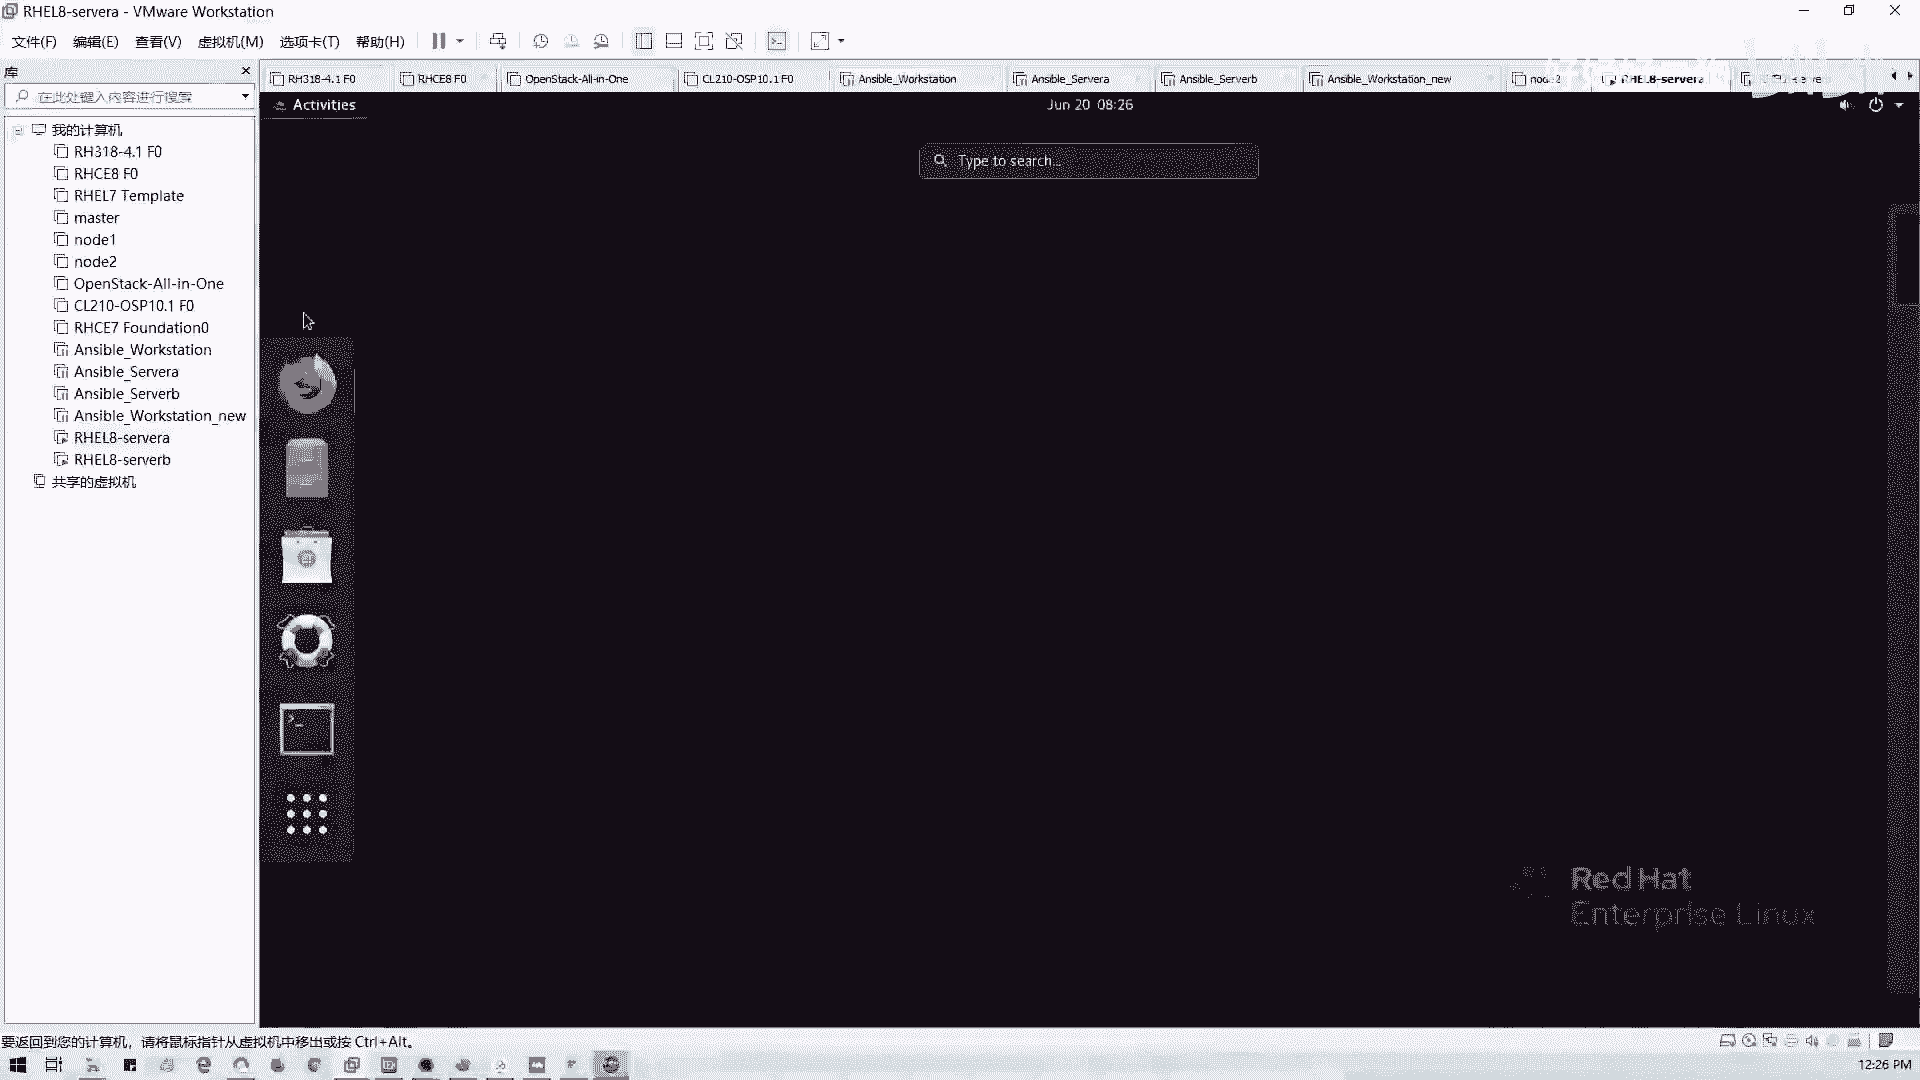 RHEL8-servera - VMware Workstation
文件(F) 编辑(E) 查看(V) 虚拟机(M) 选项卡(T) 帮助(H)
库
在此处键入内容进行搜索
我的计算机
RH318-4.1 F0
RHCE8 F0
RHEL7 Template
master
node1
node2
OpenStack-All-in-One
CL210-OSP10.1 F0
RHCE7 Foundation0
Ansible_Workstation
Ansible_Servera
Ansible_Serverb
Ansible_Workstation_new
RHEL8-servera
RHEL8-serverb
共享的虚拟机
RH318-4.1 F0 RHCE8 F0 OpenStack-All-in-One CL210-OSP10.1 F0 Ansible_Workstation Ansible_Servera Ansible_Serverb Ansible_Workstation_new node2 RHEL8-servera
Activities Jun 20 08:26
Type to search...
Red Hat
Enterprise Linux
要返回到您的计算机，请将鼠标指针从虚拟机中移出或按 Ctrl+Alt。
12:26 PM